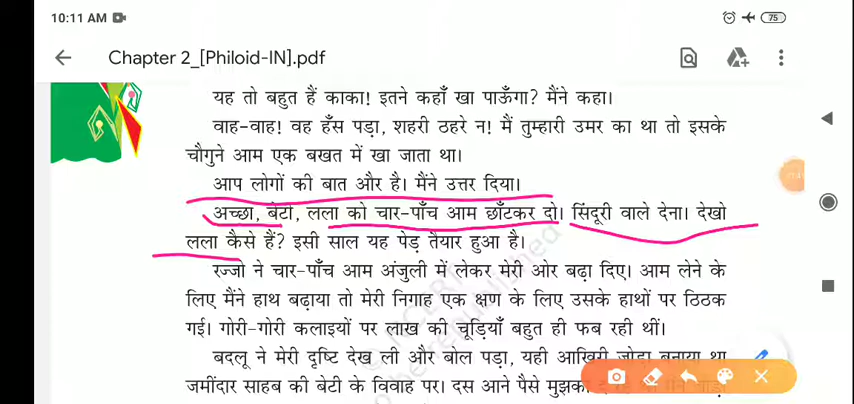 10:11 AM
75
Chapter 2_[Philoid-IN].pdf
यह तो बहुत हैं काका! इतने कहाँ खा पाऊँगा? मैंने कहा।
वाह-वाह! वह हँस पड़ा, शहरी ठहरे न! मैं तुम्हारी उमर का था तो इसके
चौगुने आम एक बखत में खा जाता था।
आप लोगों की बात और है। मैंने उत्तर दिया।
अच्छा, बेटा, लला को चार-पाँच आम छाँटकर दो। सिंदूरी वाले देना। देखो
लला कैसे हैं? इसी साल यह पेड़ तैयार हुआ है।
रज्जो ने चार-पाँच आम अंजुली में लेकर मेरी ओर बढ़ा दिए। आम लेने के
लिए मैंने हाथ बढ़ाया तो मेरी निगाह एक क्षण के लिए उसके हाथों पर ठिठक
गई। गोरी-गोरी कलाइयों पर लाख की चूड़ियाँ बहुत ही फब रही थीं।
बदलू ने मेरी दृष्टि देख ली और बोल पड़ा, यही आखिरी जोड़ा बनाया था
जमींदार साहब की बेटी के विवाह पर। दस आने पैसे मुझको